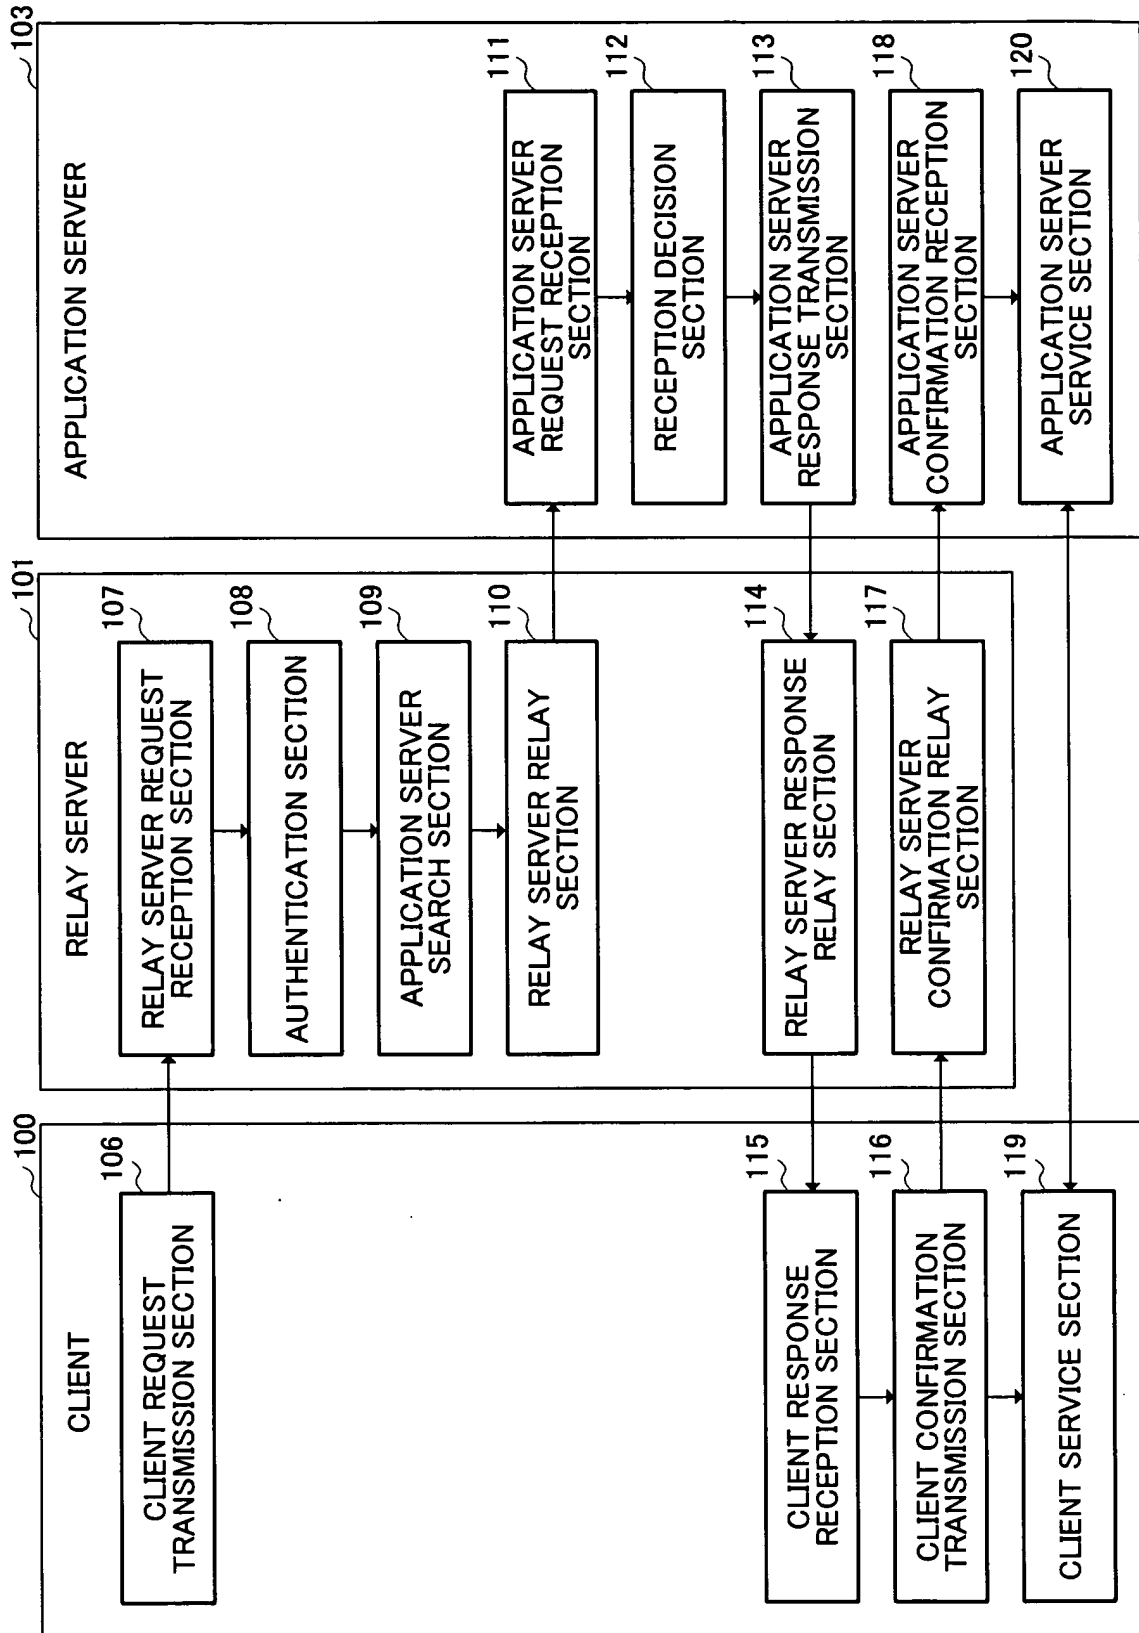 100
CLIENT
106
CLIENT REQUEST
TRANSMISSION SECTION
115
CLIENT RESPONSE
RECEPTION SECTION
116
CLIENT CONFIRMATION
TRANSMISSION SECTION
119
CLIENT SERVICE SECTION
101
RELAY SERVER
107
RELAY SERVER REQUEST
RECEPTION SECTION
108
AUTHENTICATION SECTION
109
APPLICATION SERVER
SEARCH SECTION
110
RELAY SERVER RELAY
SECTION
114
RELAY SERVER RESPONSE
RELAY SECTION
117
RELAY SERVER
CONFIRMATION RELAY
SECTION
103
APPLICATION SERVER
111
APPLICATION SERVER
REQUEST RECEPTION
SECTION
112
RECEPTION DECISION
SECTION
113
APPLICATION SERVER
RESPONSE TRANSMISSION
SECTION
118
APPLICATION SERVER
CONFIRMATION RECEPTION
SECTION
120
APPLICATION SERVER
SERVICE SECTION